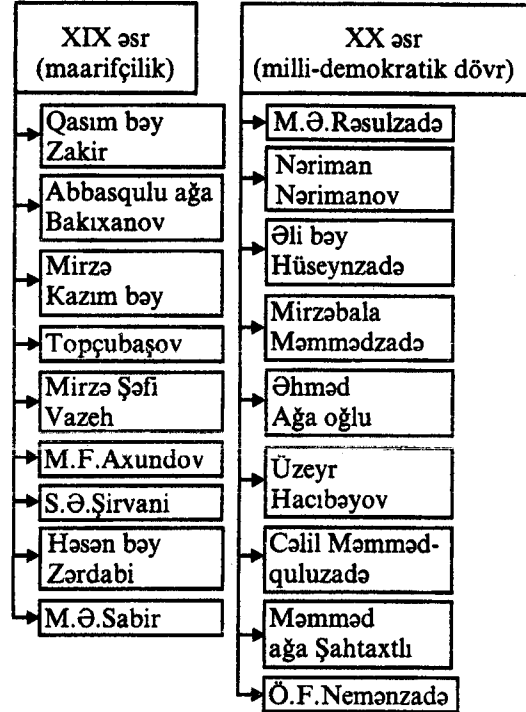 XIX əsr
(maarifçilik)
Qasım bəy
Zakir
Abbasqulu ağa
Bakıxanov
Mirzə
Kazım bəy
Topçubaşov
Mirzə Şəfi
Vazeh
M.F.Axundov
S.Ə.Şirvani
Həsən bəy
Zərdabi
M.Ə.Sabir
XX əsr
(milli-demokratik dövr)
M.Ə.Rəsulzadə
Nəriman
Nərimanov
Əli bəy
Hüseynzadə
Mirzəbala
Məmmədzadə
Əhməd
Ağa oğlu
Üzeyr
Hacıbəyov
Cəlil Məmməd-
quluzadə
Məmməd
ağa Şahtaxtlı
Ö.F.Nemənzadə